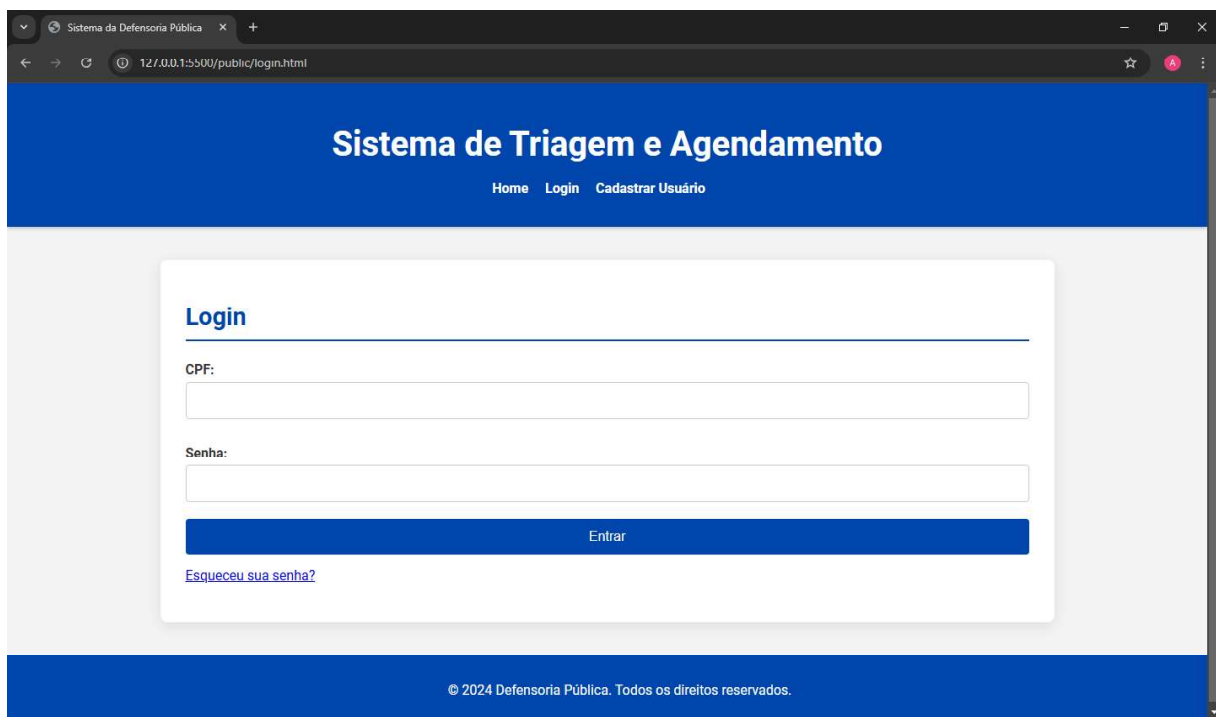 Sistema da Defensoria Pública
127.0.0.1:5500/public/login.html
A
Sistema de Triagem e Agendamento
Home Login Cadastrar Usuário
Login
CPF:
Senha:
Entrar
Esqueceu sua senha?
© 2024 Defensoria Pública. Todos os direitos reservados.